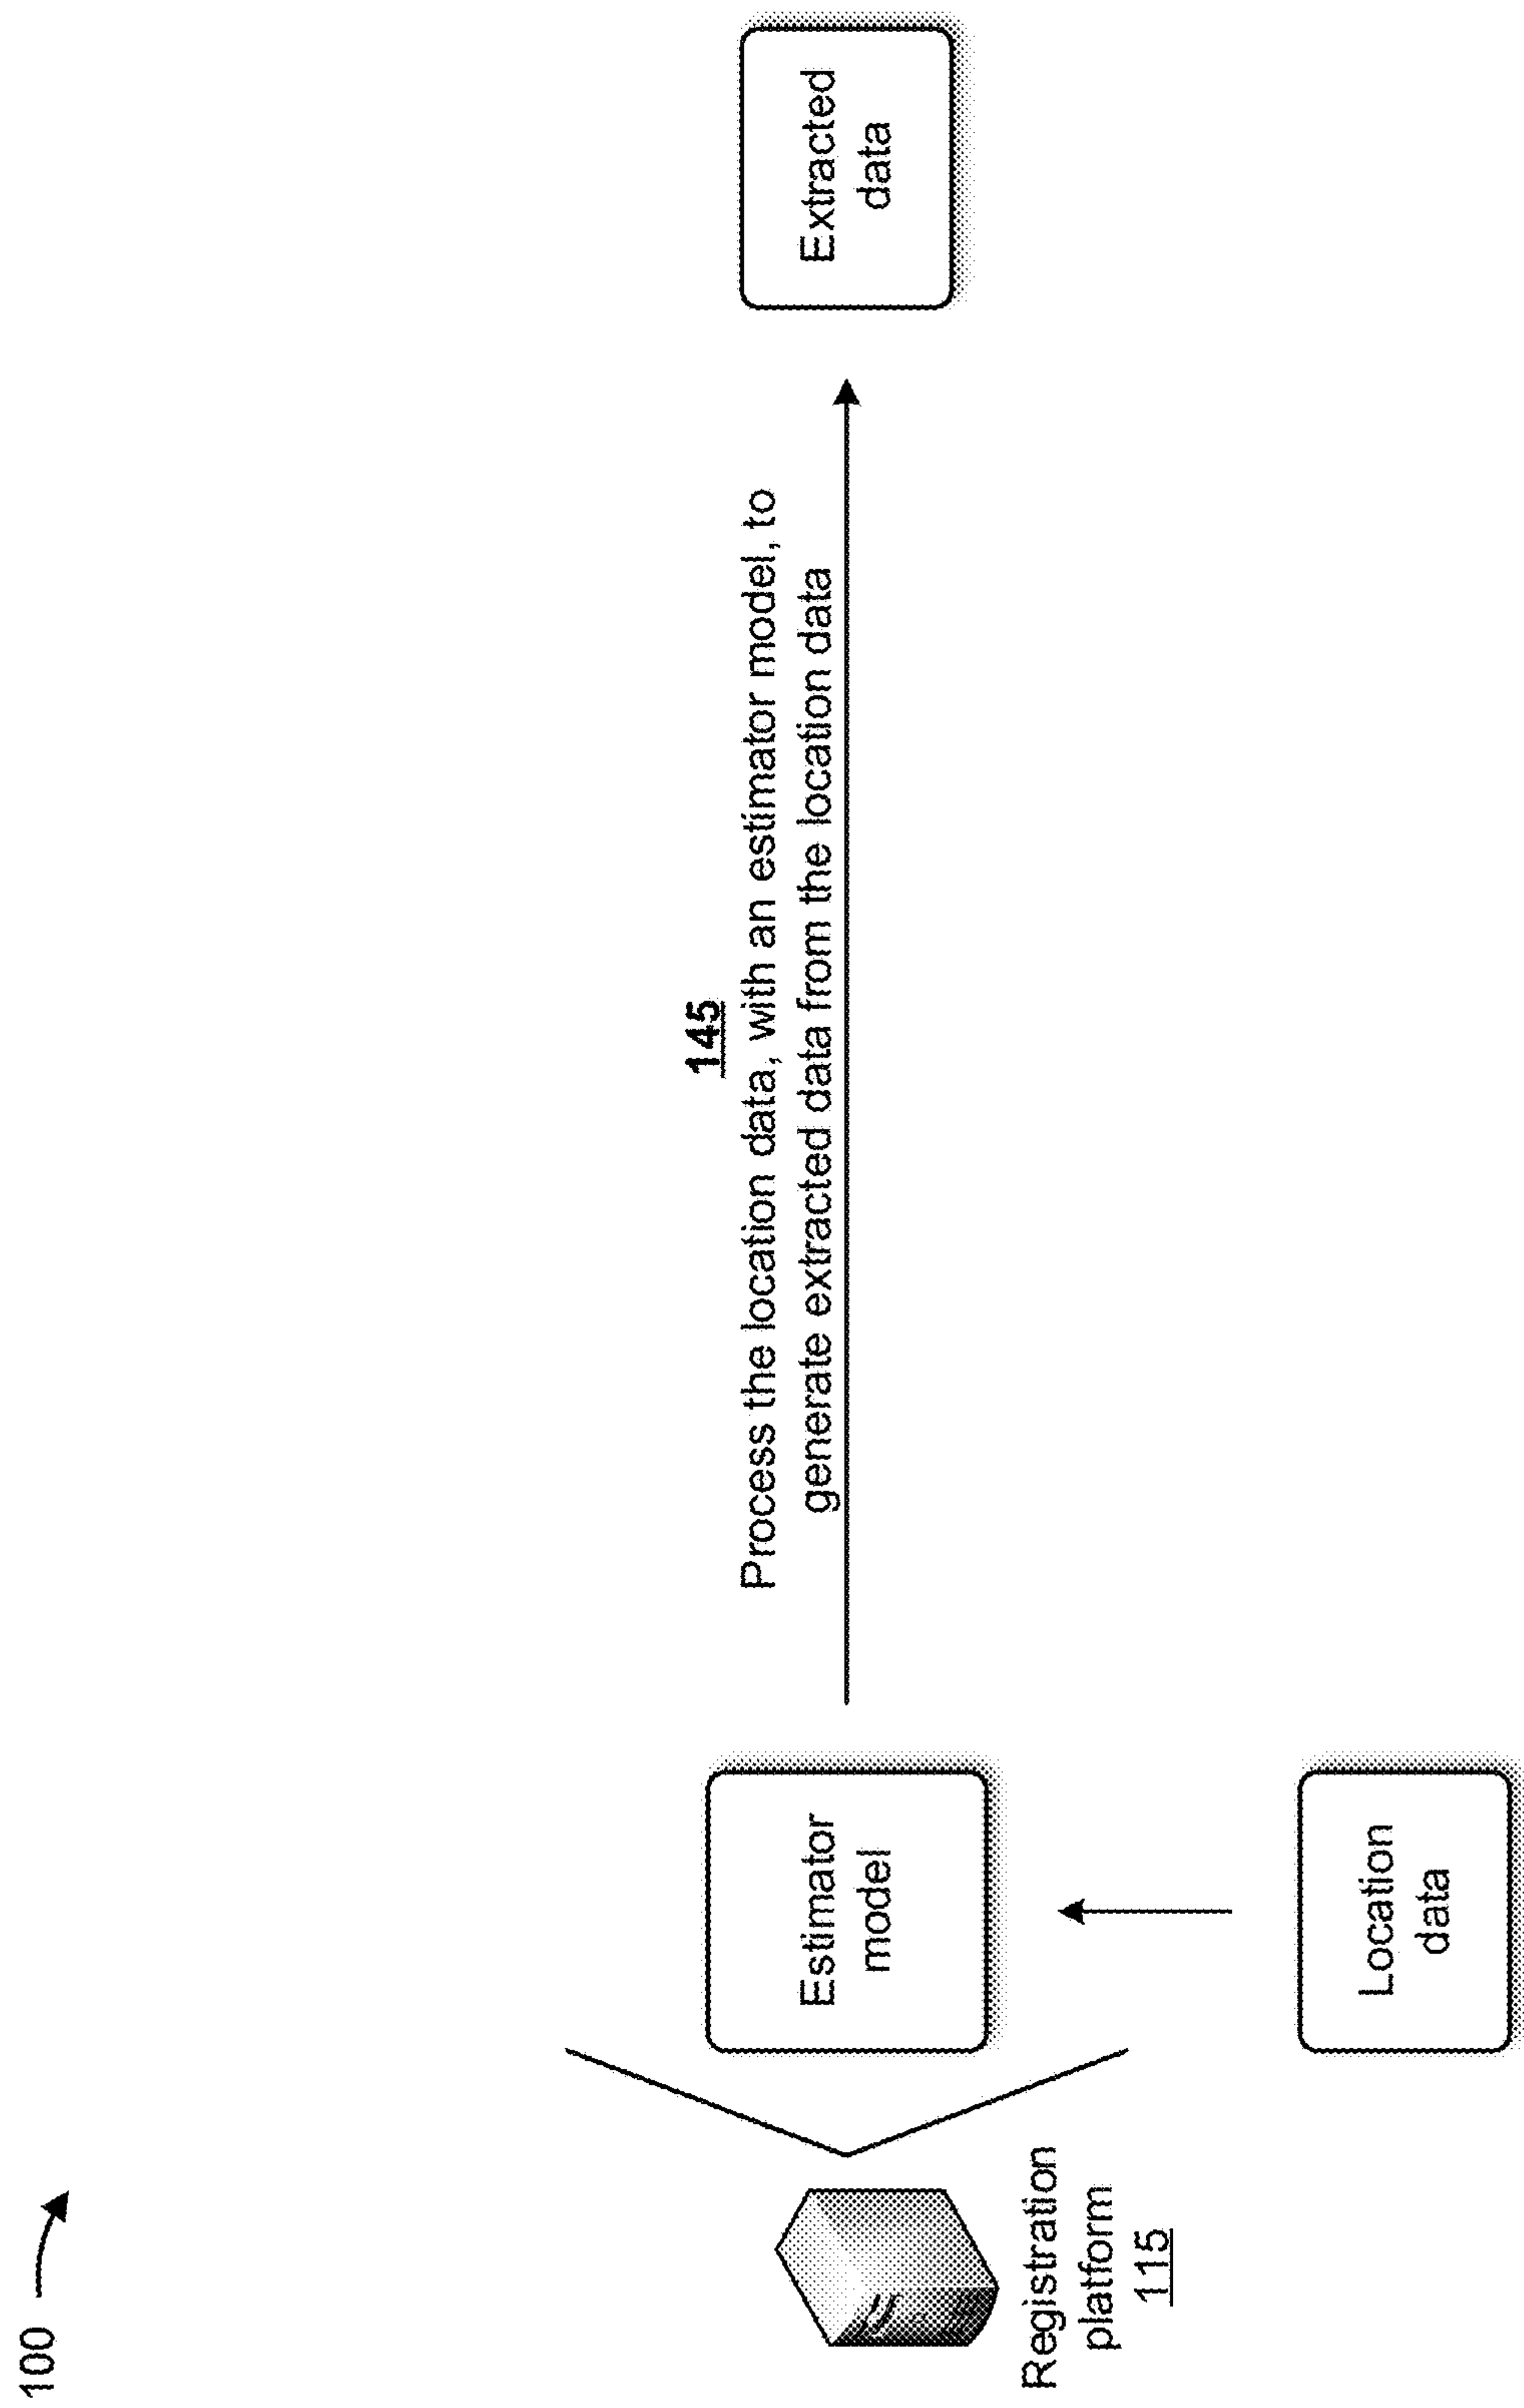 100
145
Process the location data, with an estimator model, to
generate extracted data from the location data
Registration
platform
115
Estimator
model
Extracted
data
Location
data